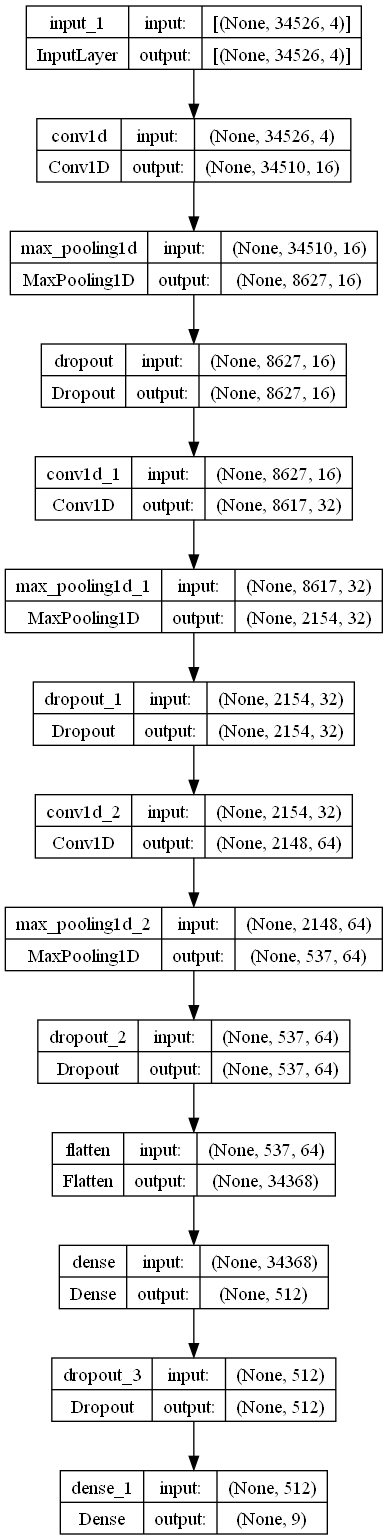 input_1 input: [(None, 34526, 4)]
InputLayer output: [(None, 34526, 4)]
conv1d input: (None, 34526, 4)
Conv1D output: (None, 34510, 16)
max_pooling1d input: (None, 34510, 16)
MaxPooling1D output: (None, 8627, 16)
dropout input: (None, 8627, 16)
Dropout output: (None, 8627, 16)
conv1d_1 input: (None, 8627, 16)
Conv1D output: (None, 8617, 32)
max_pooling1d_1 input: (None, 8617, 32)
MaxPooling1D output: (None, 2154, 32)
dropout_1 input: (None, 2154, 32)
Dropout output: (None, 2154, 32)
conv1d_2 input: (None, 2154, 32)
Conv1D output: (None, 2148, 64)
max_pooling1d_2 input: (None, 2148, 64)
MaxPooling1D output: (None, 537, 64)
dropout_2 input: (None, 537, 64)
Dropout output: (None, 537, 64)
flatten input: (None, 537, 64)
Flatten output: (None, 34368)
dense input: (None, 34368)
Dense output: (None, 512)
dropout_3 input: (None, 512)
Dropout output: (None, 512)
dense_1 input: (None, 512)
Dense output: (None, 9)